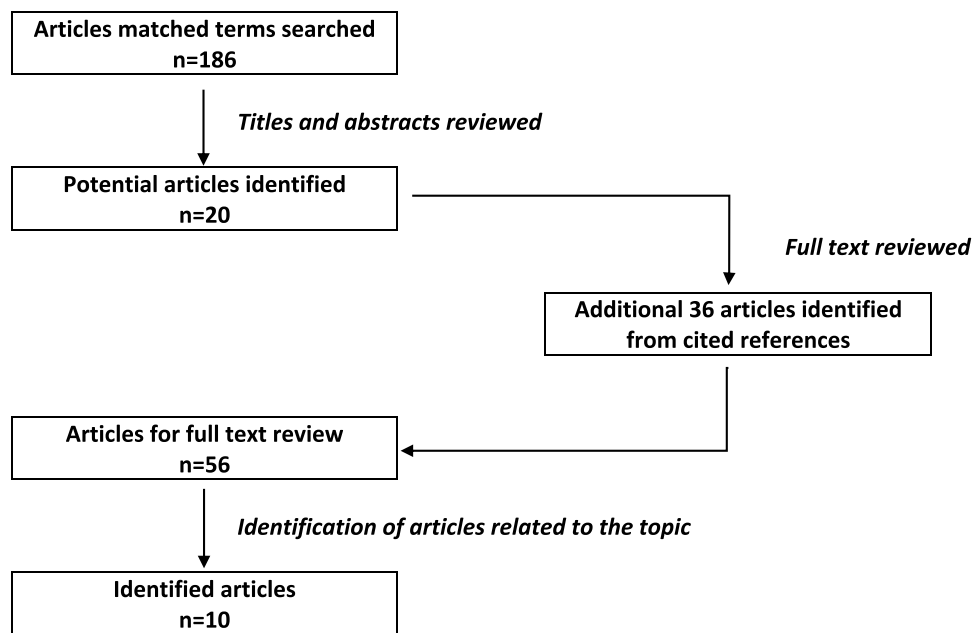 Articles matched terms searched
n=186
Titles and abstracts reviewed
Potential articles identified
n=20
Full text reviewed
Additional 36 articles identified
from cited references
Articles for full text review
n=56
Identification of articles related to the topic
Identified articles
n=10